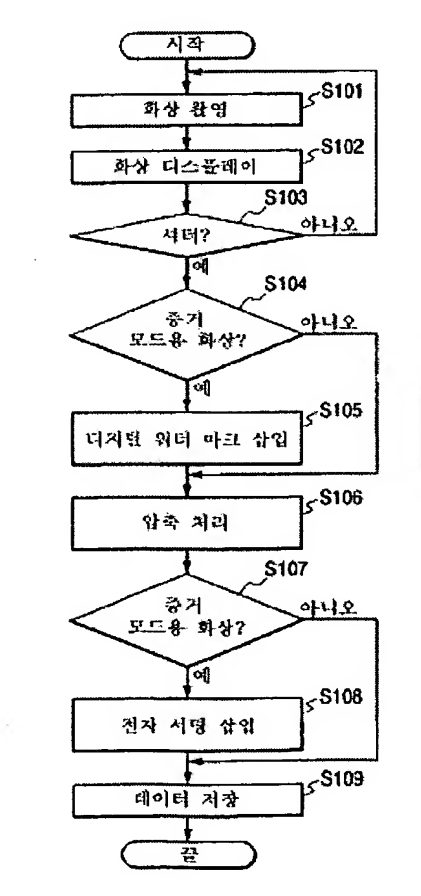 시작
화상 촬영
S101
화상 디스플레이
S102
셔터?
S103
아니오
예
증거
모드용 화상?
S104
아니오
예
디지털 워터 마크 삽입
S105
압축 처리
S106
증거
모드용 화상?
S107
아니오
예
전자 서명 삽입
S108
데이터 저장
S109
끝